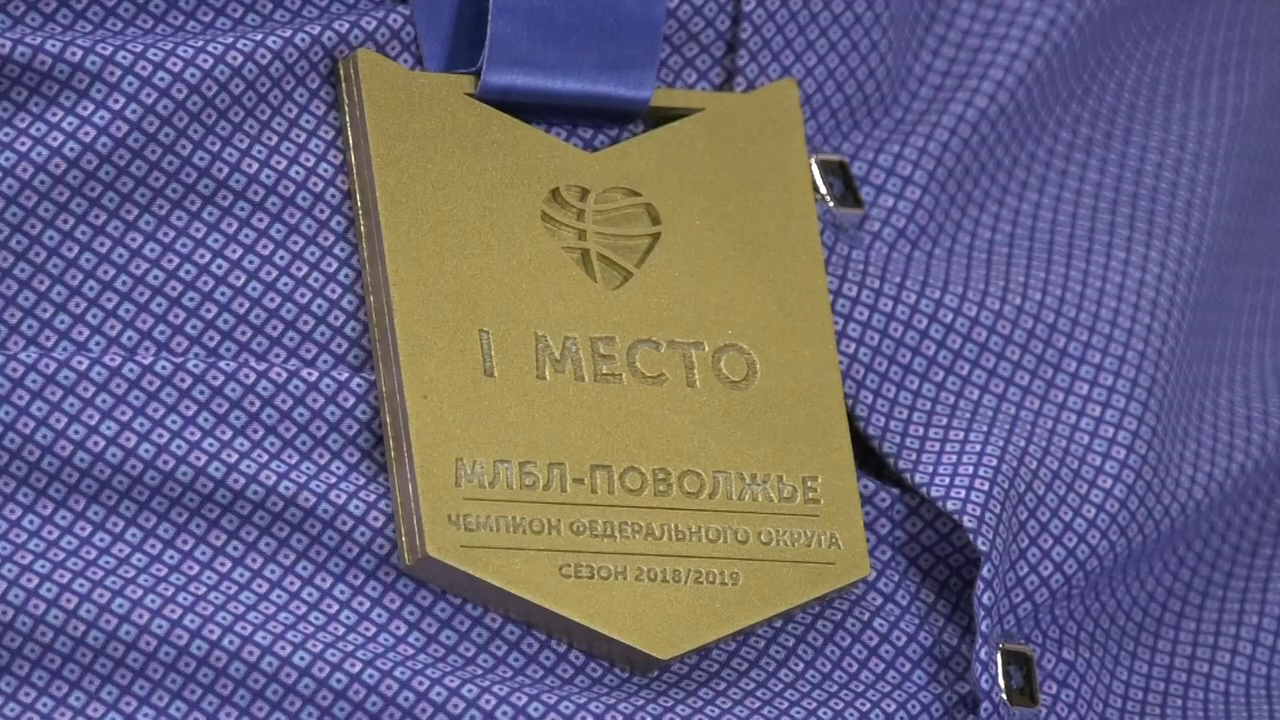 I МЕСТО
МЛБЛ-ПОВОЛЖЬЕ
ЧЕМПИОН ФЕДЕРАЛЬНОГО ОКРУГА
СЕЗОН 2018/2019